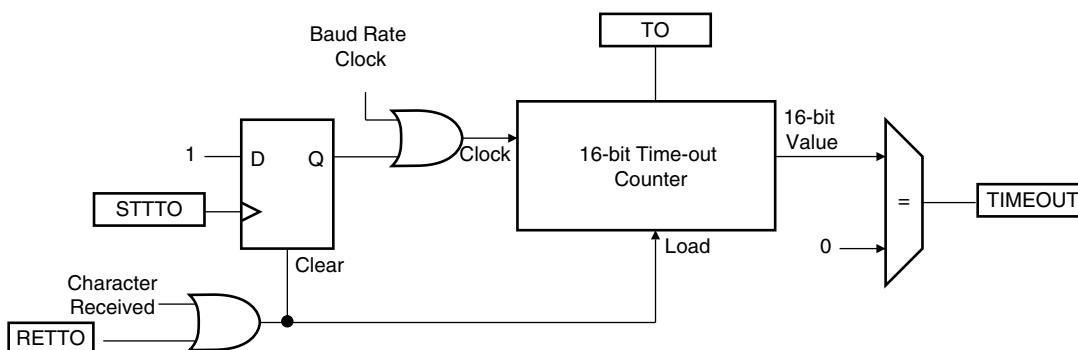 TO
Baud Rate
Clock
16-bit
Value
1
D
Q
Clock
16-bit Time-out
Counter
STTTO
=
TIMEOUT
Clear
Load
0
Character
Received
RETTO